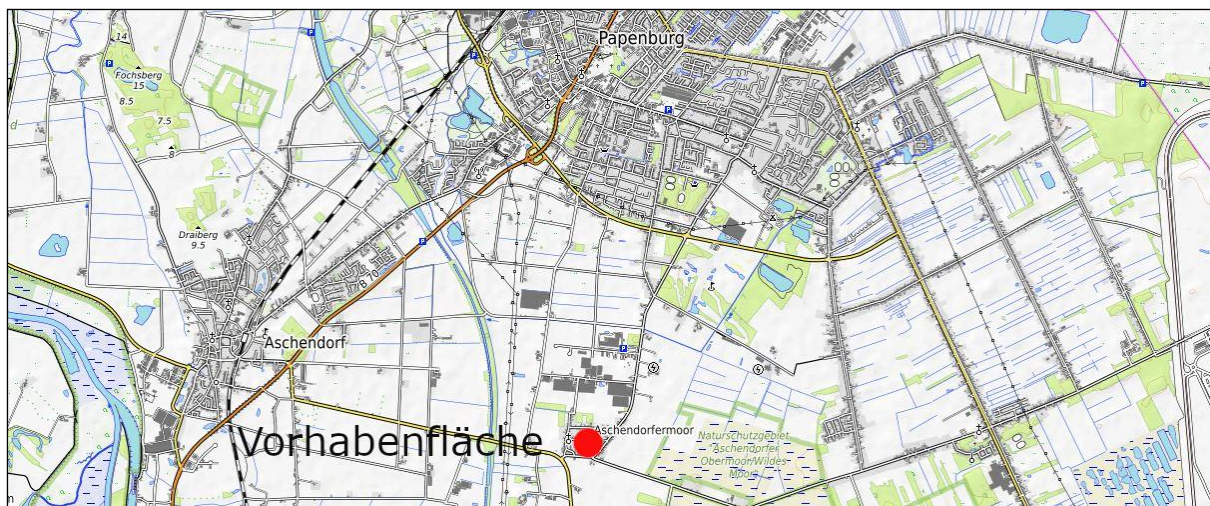 14
Papenburg
Fochsberg
15
8.5
7.5
8
Draiberg
9.5
Aschendorf
B 70
Vorhabenfläche
Aschendorfermoor
Naturschutzgebiet
Aschendorfer
Obermoor/Wildes
Moor